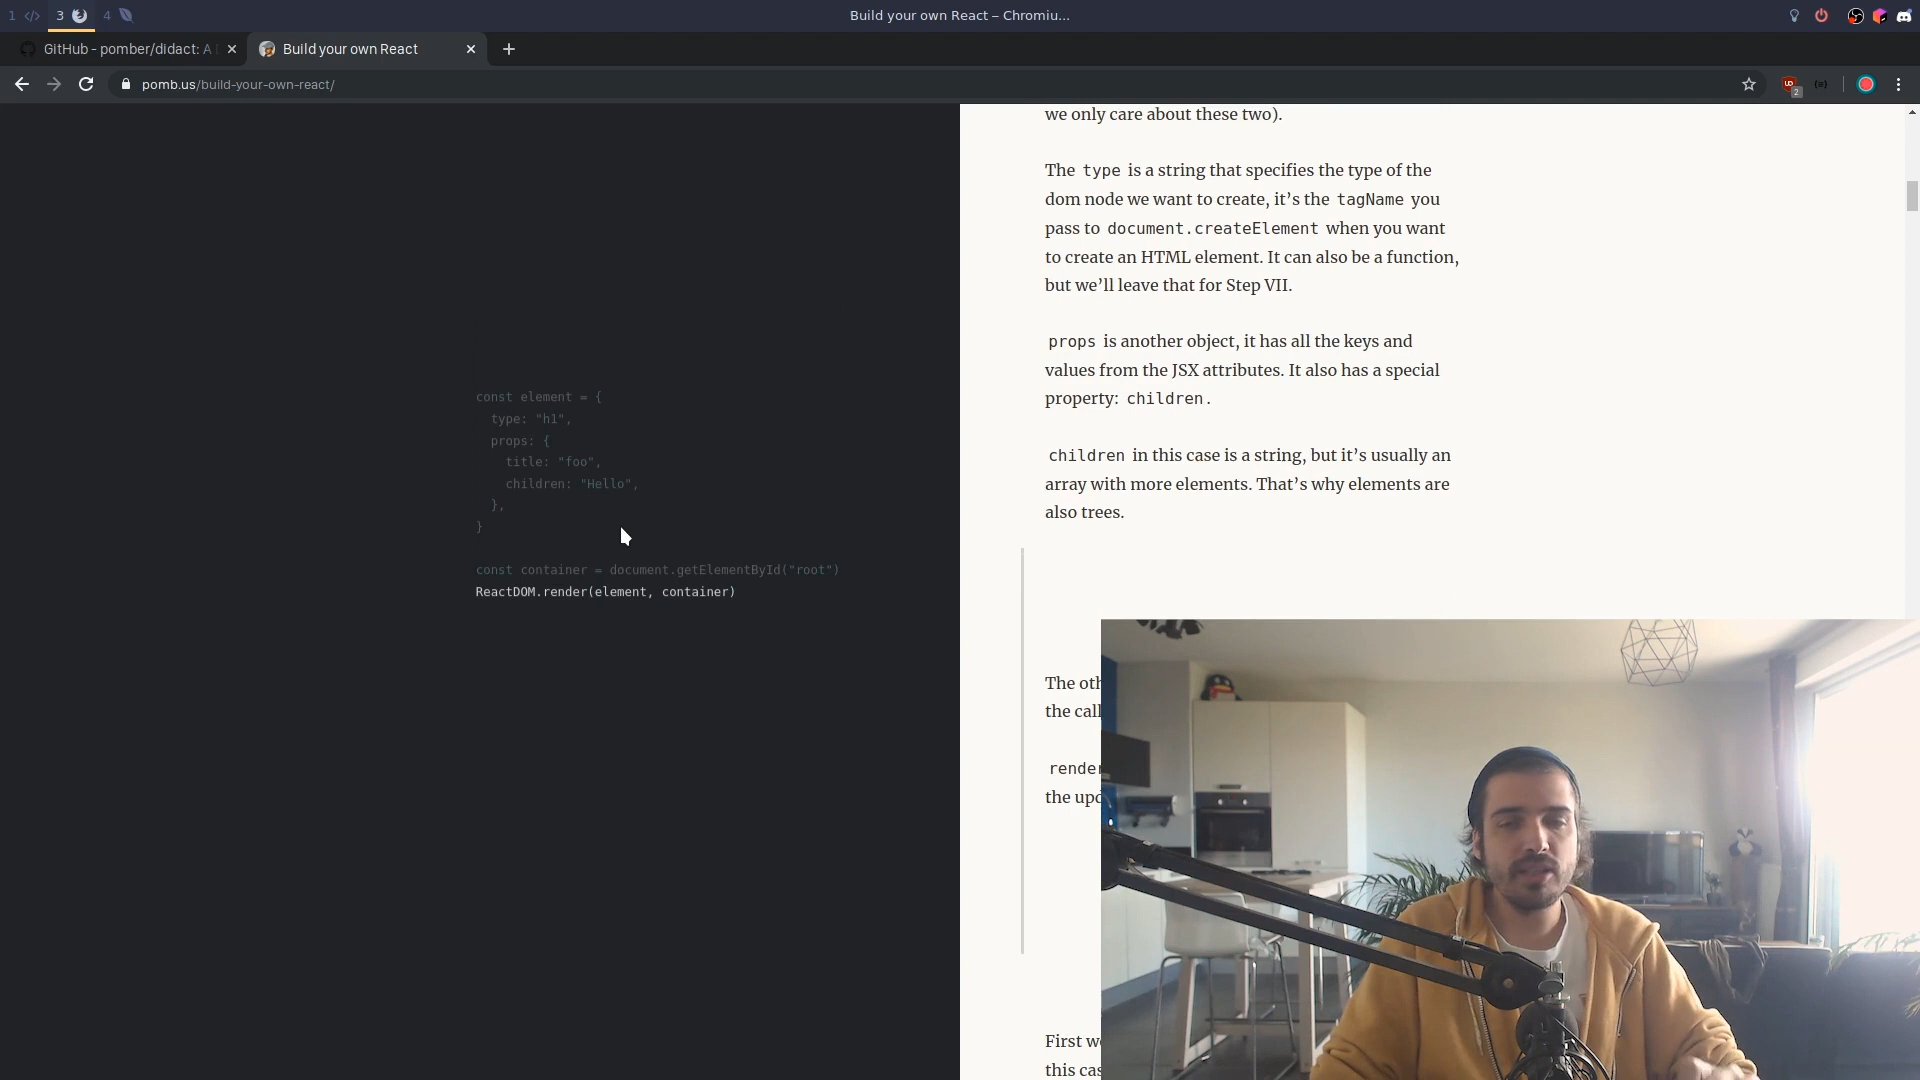 1 3 4
Build your own React – Chromiu...
GitHub - pomber/didact: A
Build your own React
pomb.us/build-your-own-react/
2
const element = {
type: "h1",
props: {
title: "foo",
children: "Hello",
},
}
const container = document.getElementById("root")
ReactDOM.render(element, container)
we only care about these two).
The type is a string that specifies the type of the
dom node we want to create, it’s the tagName you
pass to document.createElement when you want
to create an HTML element. It can also be a function,
but we’ll leave that for Step VII.
props is another object, it has all the keys and
values from the JSX attributes. It also has a special
property: children.
children in this case is a string, but it’s usually an
array with more elements. That’s why elements are
also trees.
The oth
the call
render
the upd
First we
this cas